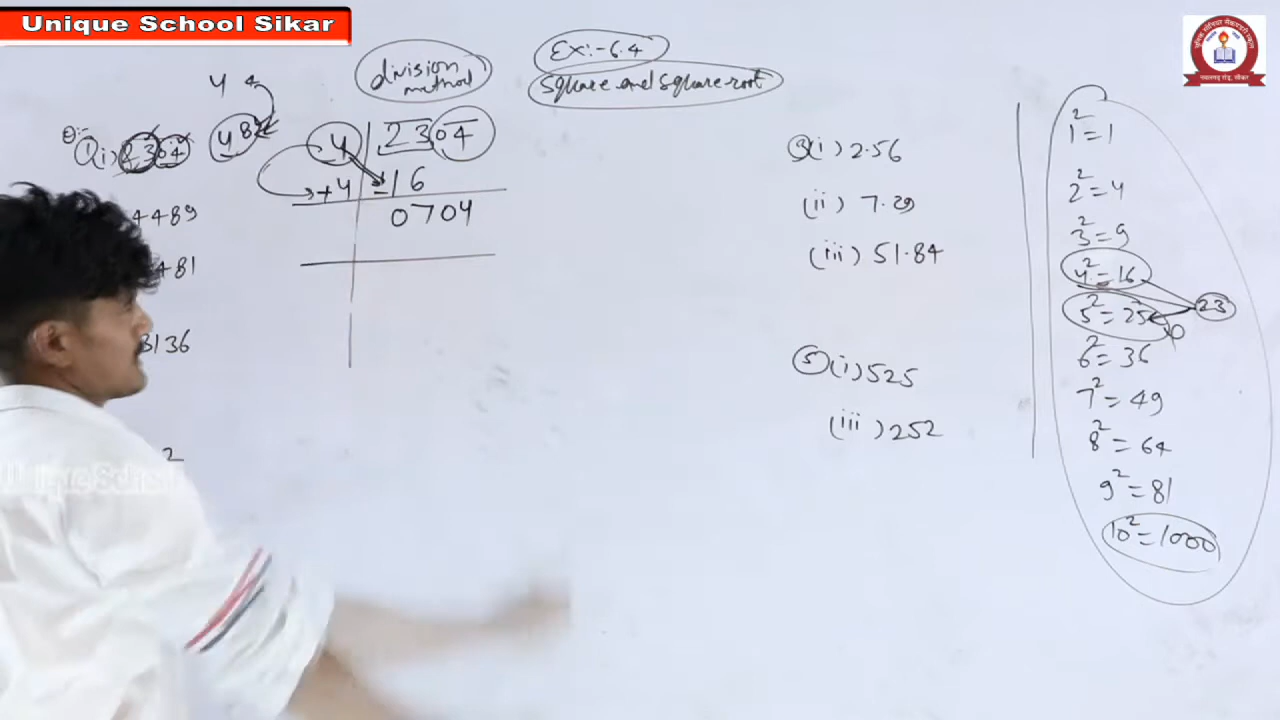 Unique School Sikar
Ex:-6.4
square and square root
division
method
4
48
Q:-
① (i) 2304
4 | 2304
+4 | -16
0704
4489
481
3136
2
③(i) 2.56
(ii) 7.29
(iii) 51.84
⑤(i) 525
(iii) 252
1²=1
2²=4
3²=9
4²=16
5²=25
23
6²=36
7²=49
8²=64
9²=81
10²=1000
Unique School